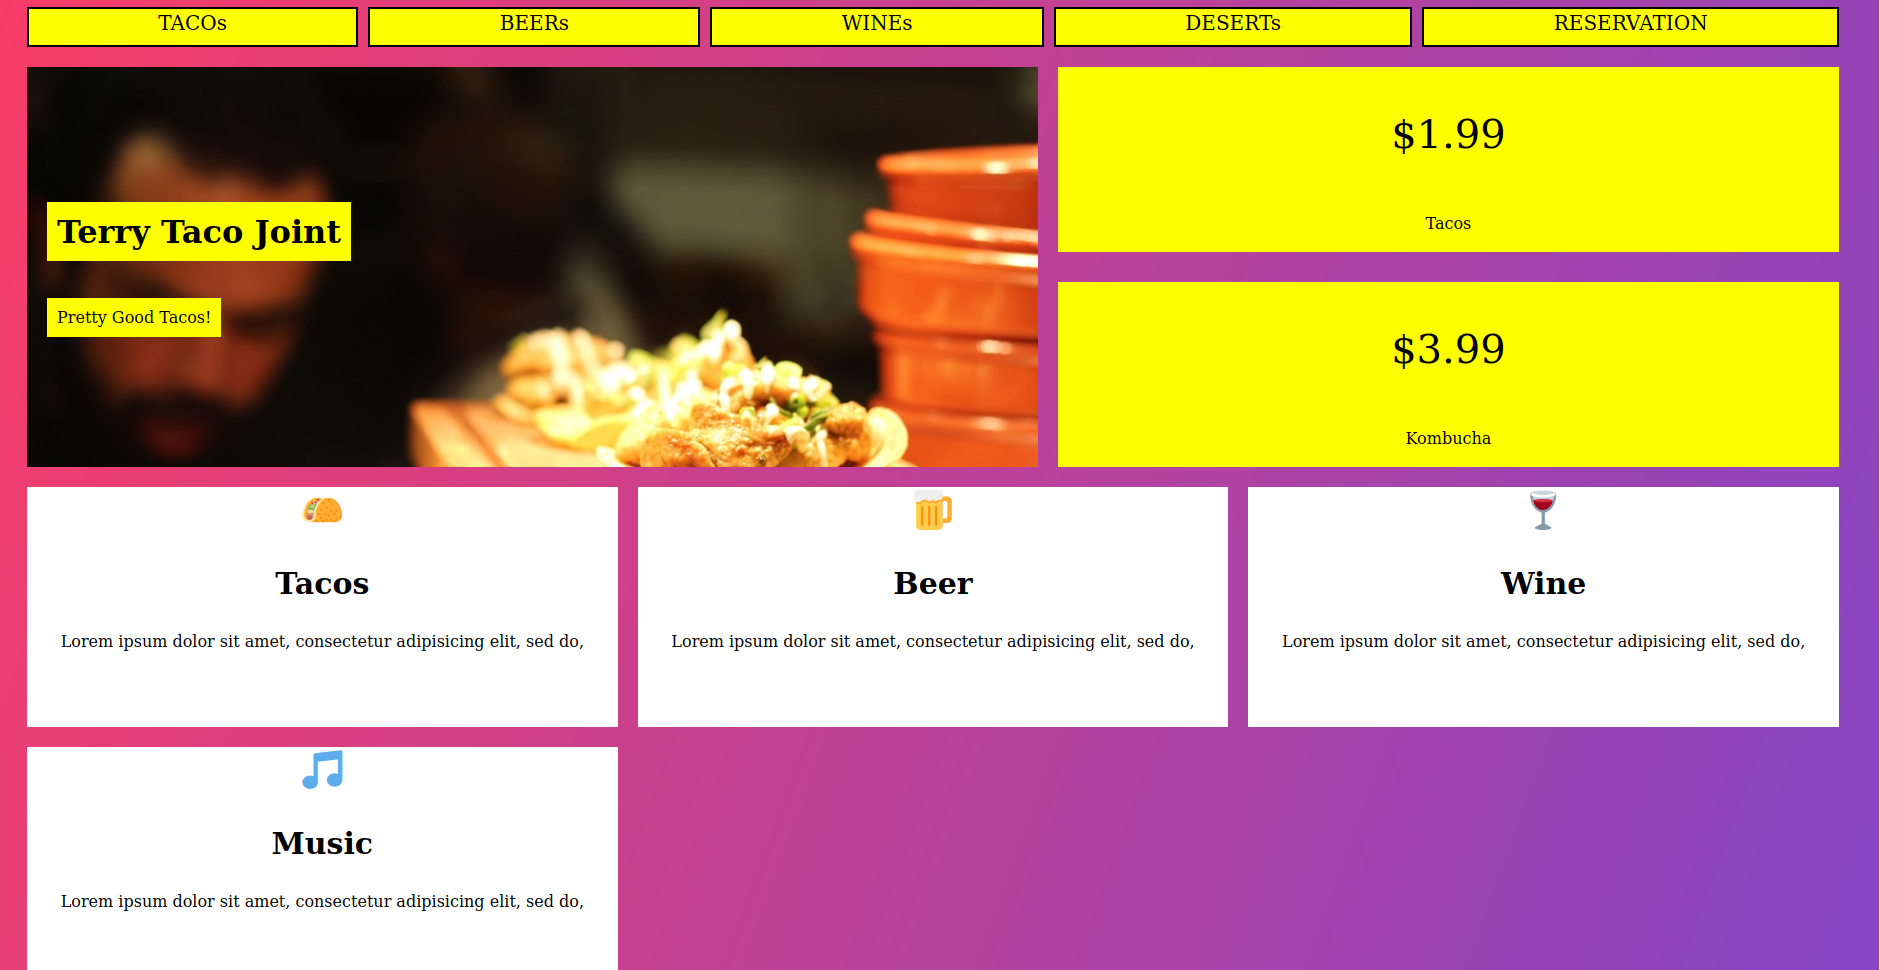 TACOs
BEERs
WINEs
DESERTs
RESERVATION
Terry Taco Joint
Pretty Good Tacos!
$1.99
Tacos
$3.99
Kombucha
Tacos
Lorem ipsum dolor sit amet, consectetur adipisicing elit, sed do,
Beer
Lorem ipsum dolor sit amet, consectetur adipisicing elit, sed do,
Wine
Lorem ipsum dolor sit amet, consectetur adipisicing elit, sed do,
Music
Lorem ipsum dolor sit amet, consectetur adipisicing elit, sed do,